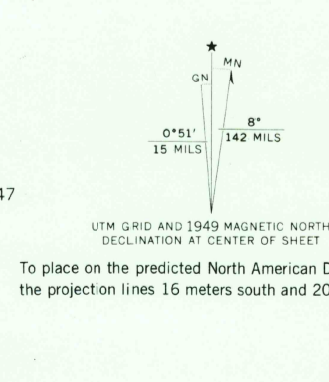 ★
MN
GN
0°51'
15 MILS
8°
142 MILS
47
UTM GRID AND 1949 MAGNETIC NORTH
DECLINATION AT CENTER OF SHEET
To place on the predicted North American D
the projection lines 16 meters south and 20